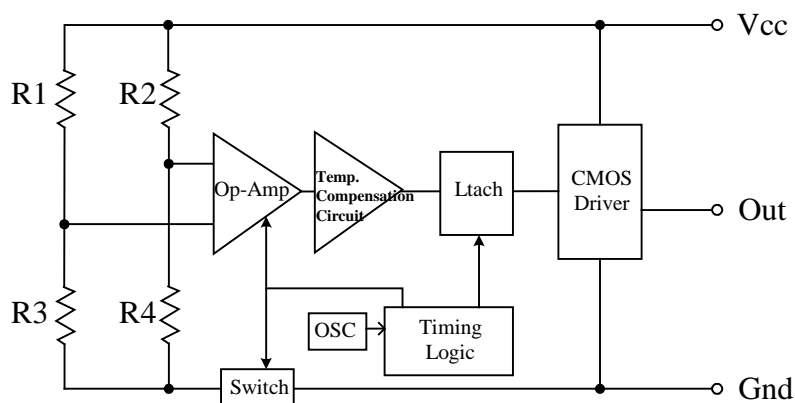 Vcc
R1
R2
Op-Amp
Temp.
Compensation
Circuit
Ltach
CMOS
Driver
Out
R3
R4
OSC
Timing
Logic
Switch
Gnd